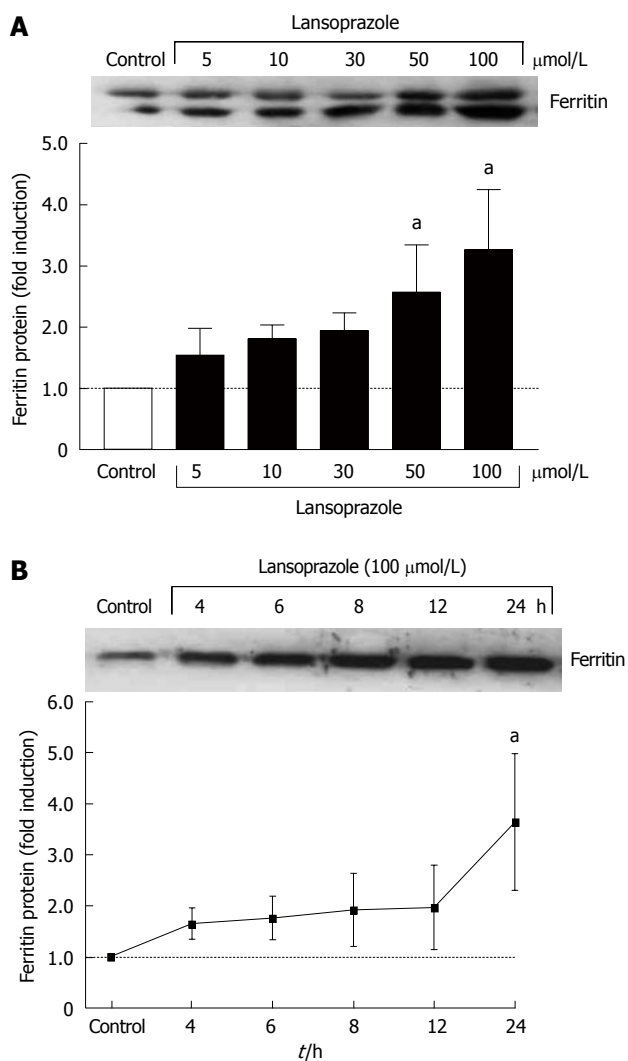 A
Lansoprazole
Control 5 10 30 50 100 μmol/L
Ferritin
5.0
4.0
3.0
2.0
1.0
0
Ferritin protein (fold induction)
a
a
Control 5 10 30 50 100 μmol/L
Lansoprazole
B
Lansoprazole (100 μmol/L)
Control 4 6 8 12 24 h
Ferritin
6.0
5.0
4.0
3.0
2.0
1.0
0
Ferritin protein (fold induction)
a
Control 4 6 8 12 24
t/h